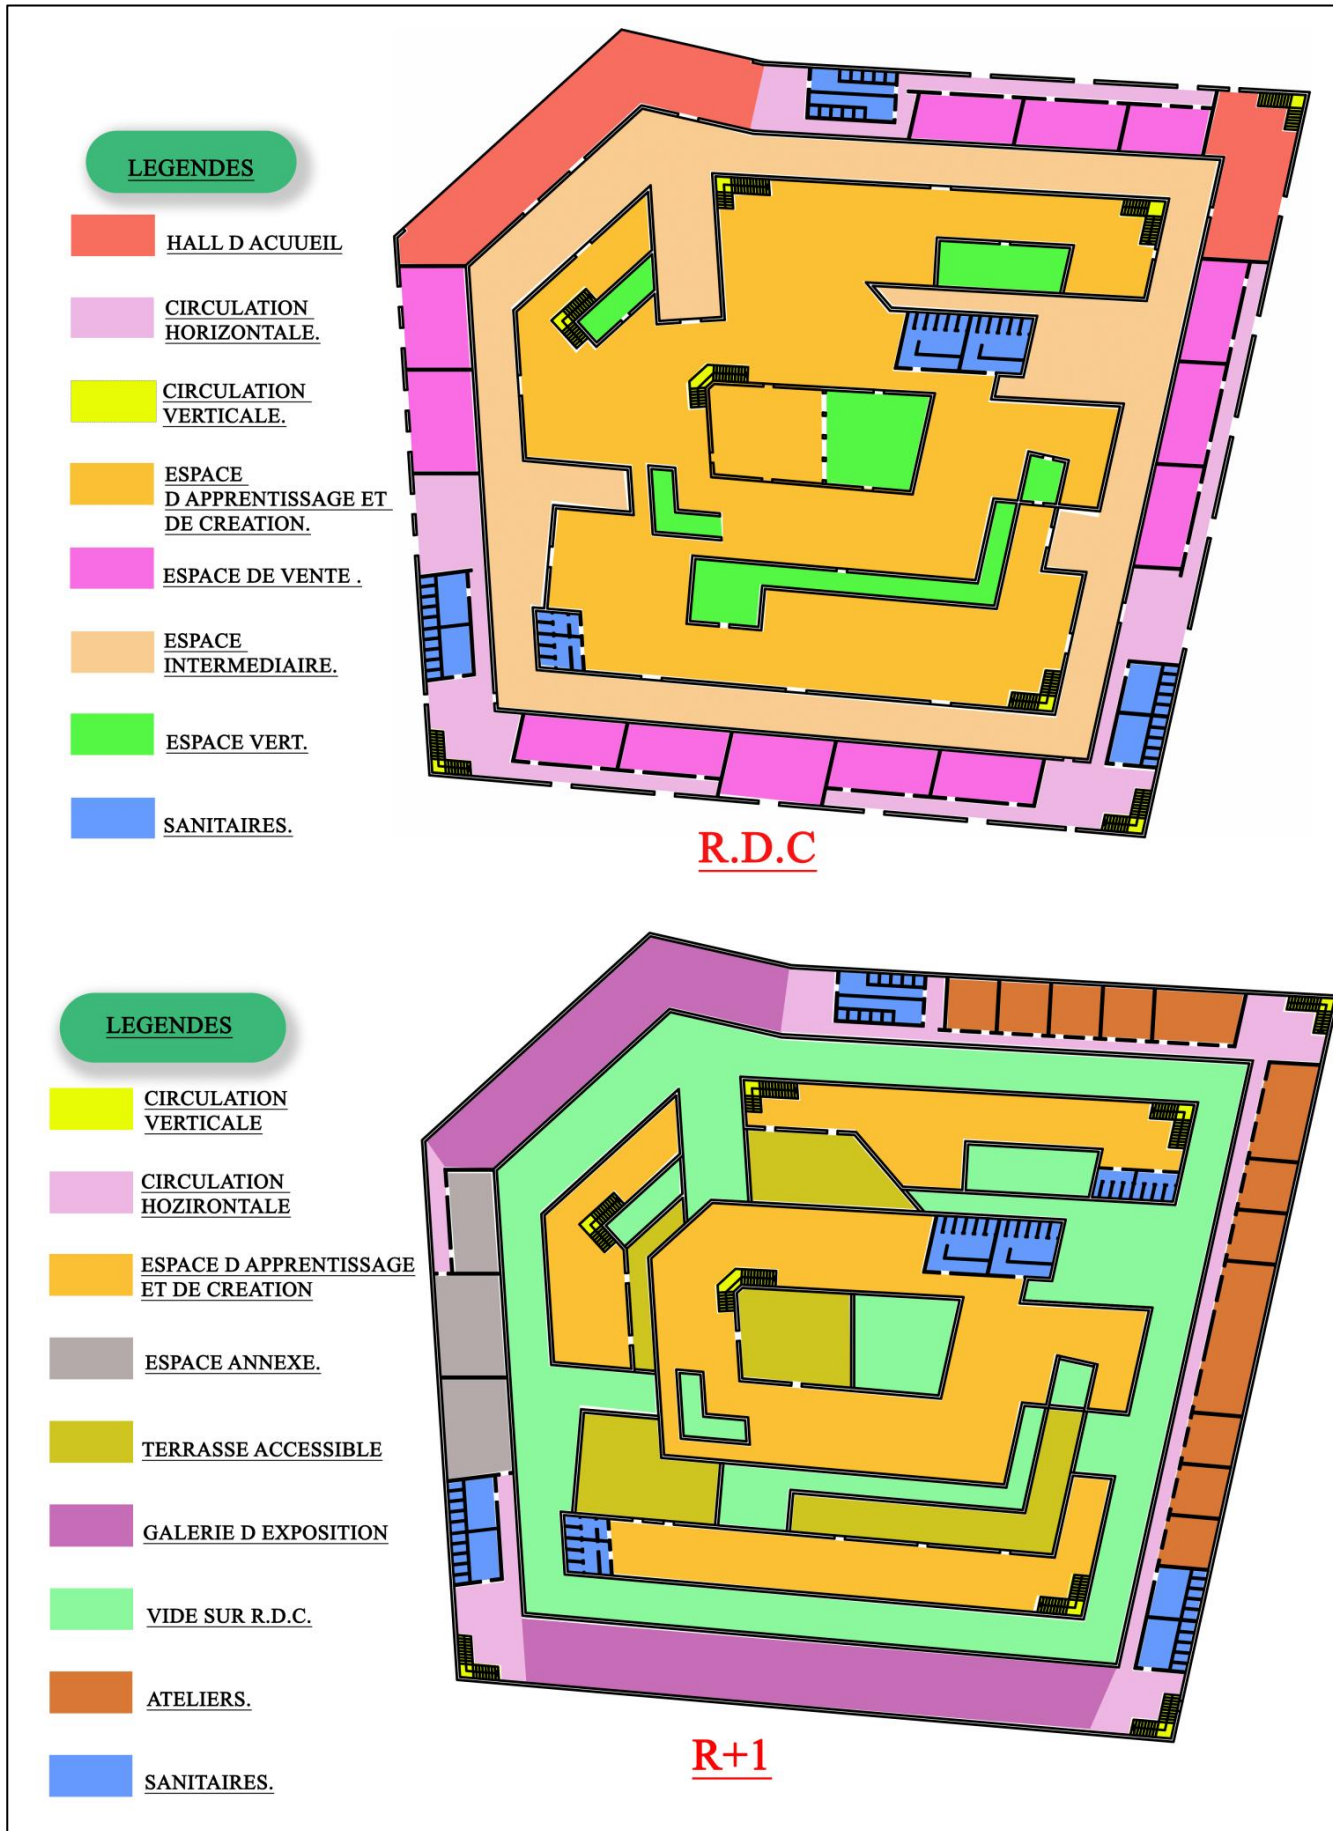 LEGENDES
HALL D ACUUEIL
CIRCULATION
HORIZONTALE.
CIRCULATION
VERTICALE.
ESPACE
D APPRENTISSAGE ET
DE CREATION.
ESPACE DE VENTE .
ESPACE
INTERMEDIAIRE.
ESPACE VERT.
SANITAIRES.
R.D.C
LEGENDES
CIRCULATION
VERTICALE
CIRCULATION
HOZIRONTALE
ESPACE D APPRENTISSAGE
ET DE CREATION
ESPACE ANNEXE.
TERRASSE ACCESSIBLE
GALERIE D EXPOSITION
VIDE SUR R.D.C.
ATELIERS.
SANITAIRES.
R+1